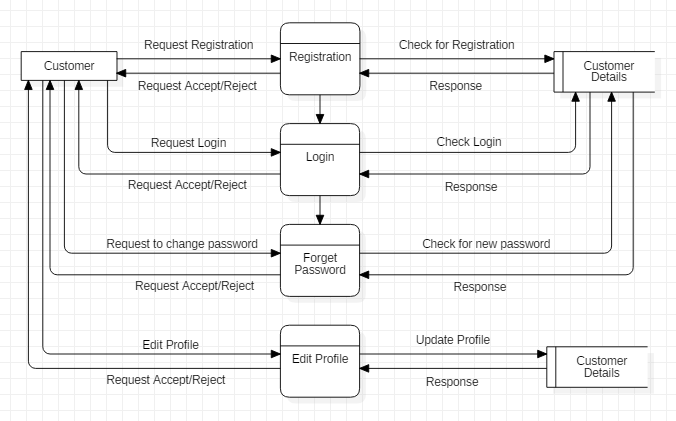 Request Registration
Check for Registration
Customer
Registration
Customer
Details
Request Accept/Reject
Response
Request Login
Check Login
Login
Request Accept/Reject
Response
Request to change password
Check for new password
Forget
Password
Request Accept/Reject
Response
Edit Profile
Update Profile
Edit Profile
Customer
Details
Request Accept/Reject
Response